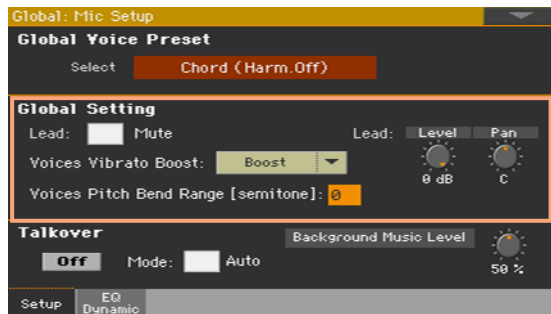 Global: Mic Setup
Global Voice Preset
Select Chord (Harm.Off)
Global Setting
Lead: Mute Lead: Level Pan
Voices Vibrato Boost: Boost 0 dB C
Voices Pitch Bend Range [semitone]: 0
Talkover Background Music Level
Off Mode: Auto 50 %
Setup EQ
Dynamic